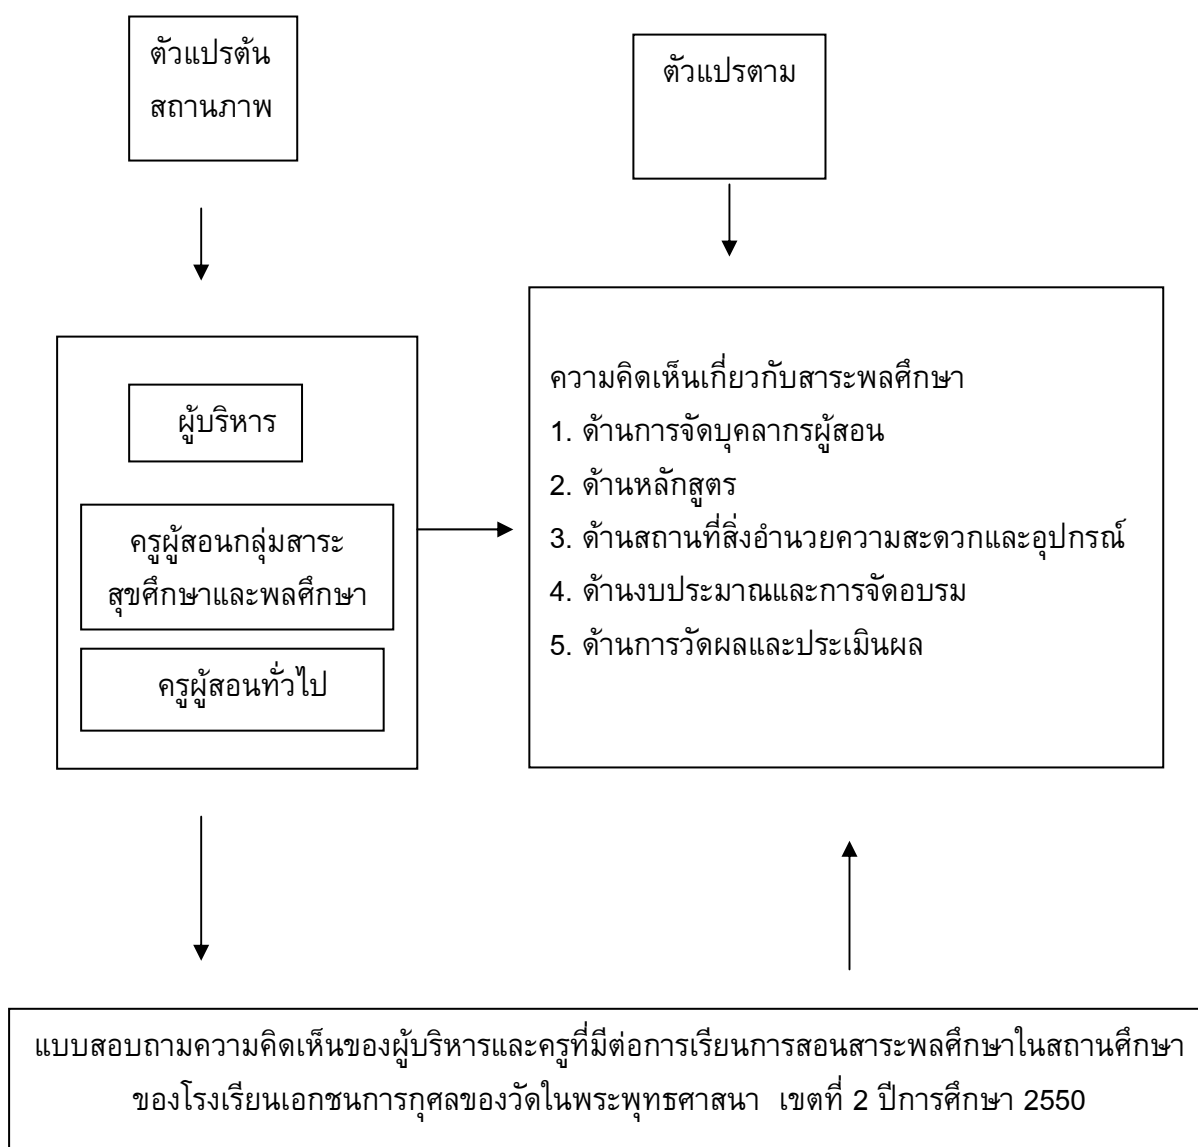 ตัวแปรต้น
สถานภาพ
ตัวแปรตาม
ผู้บริหาร
ครูผู้สอนกลุ่มสาระ
สุขศึกษาและพลศึกษา
ครูผู้สอนทั่วไป
ความคิดเห็นเกี่ยวกับสาระพลศึกษา
1. ด้านการจัดบุคลากรผู้สอน
2. ด้านหลักสูตร
3. ด้านสถานที่สิ่งอำนวยความสะดวกและอุปกรณ์
4. ด้านงบประมาณและการจัดอบรม
5. ด้านการวัดผลและประเมินผล
แบบสอบถามความคิดเห็นของผู้บริหารและครูที่มีต่อการเรียนการสอนสาระพลศึกษาในสถานศึกษา
ของโรงเรียนเอกชนการกุศลของวัดในพระพุทธศาสนา เขตที่ 2 ปีการศึกษา 2550